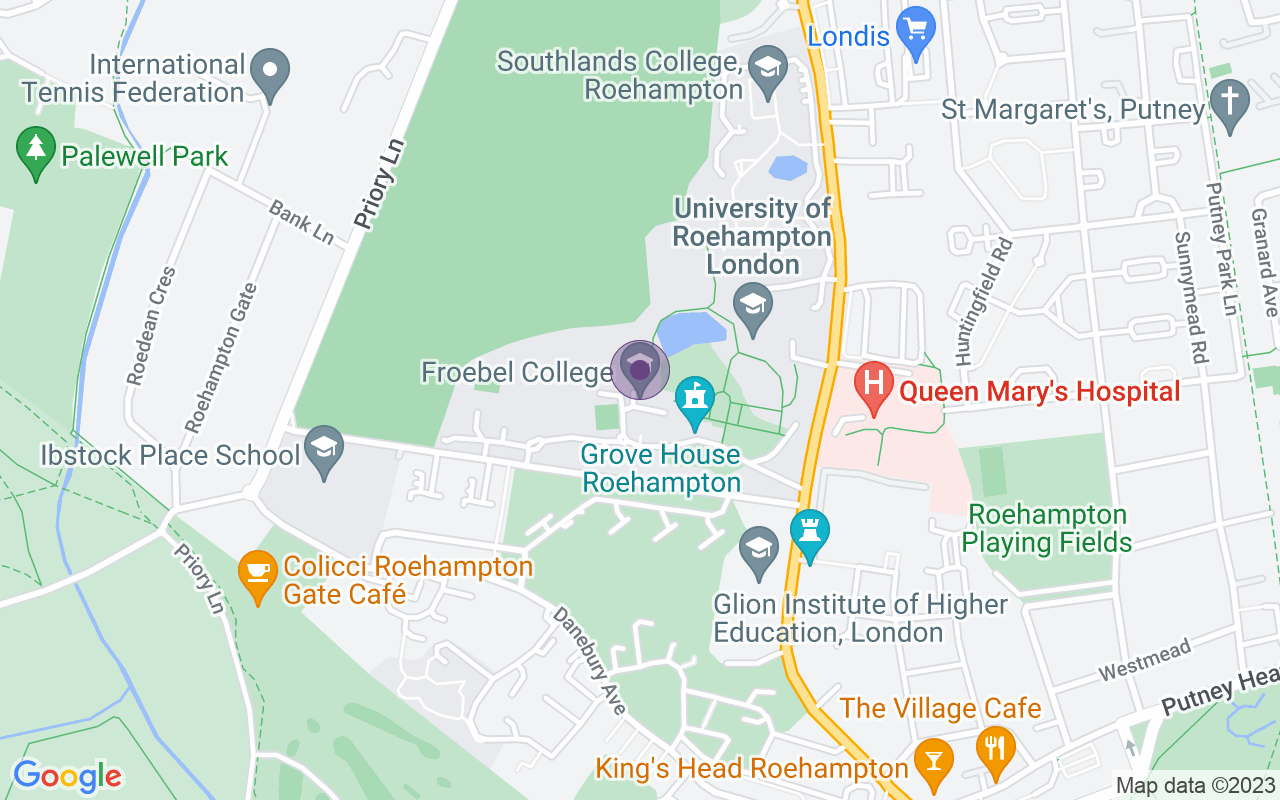 Londis
International
Tennis Federation
Southlands College,
Roehampton
St Margaret's, Putney
Palewell Park
Priory Ln
Bank Ln
University of
Roehampton
London
Putney Park Ln
Granard Ave
Sunnymead Rd
Huntingfield Rd
Roedean Cres
Roehampton Gate
Froebel College
Queen Mary's Hospital
Ibstock Place School
Grove House
Roehampton
Roehampton
Playing Fields
Colicci Roehampton
Gate Café
Priory Ln
Glion Institute of Higher
Education, London
Danebury Ave
Westmead
Putney Hea
The Village Cafe
King's Head Roehampton
Google
Map data ©2023